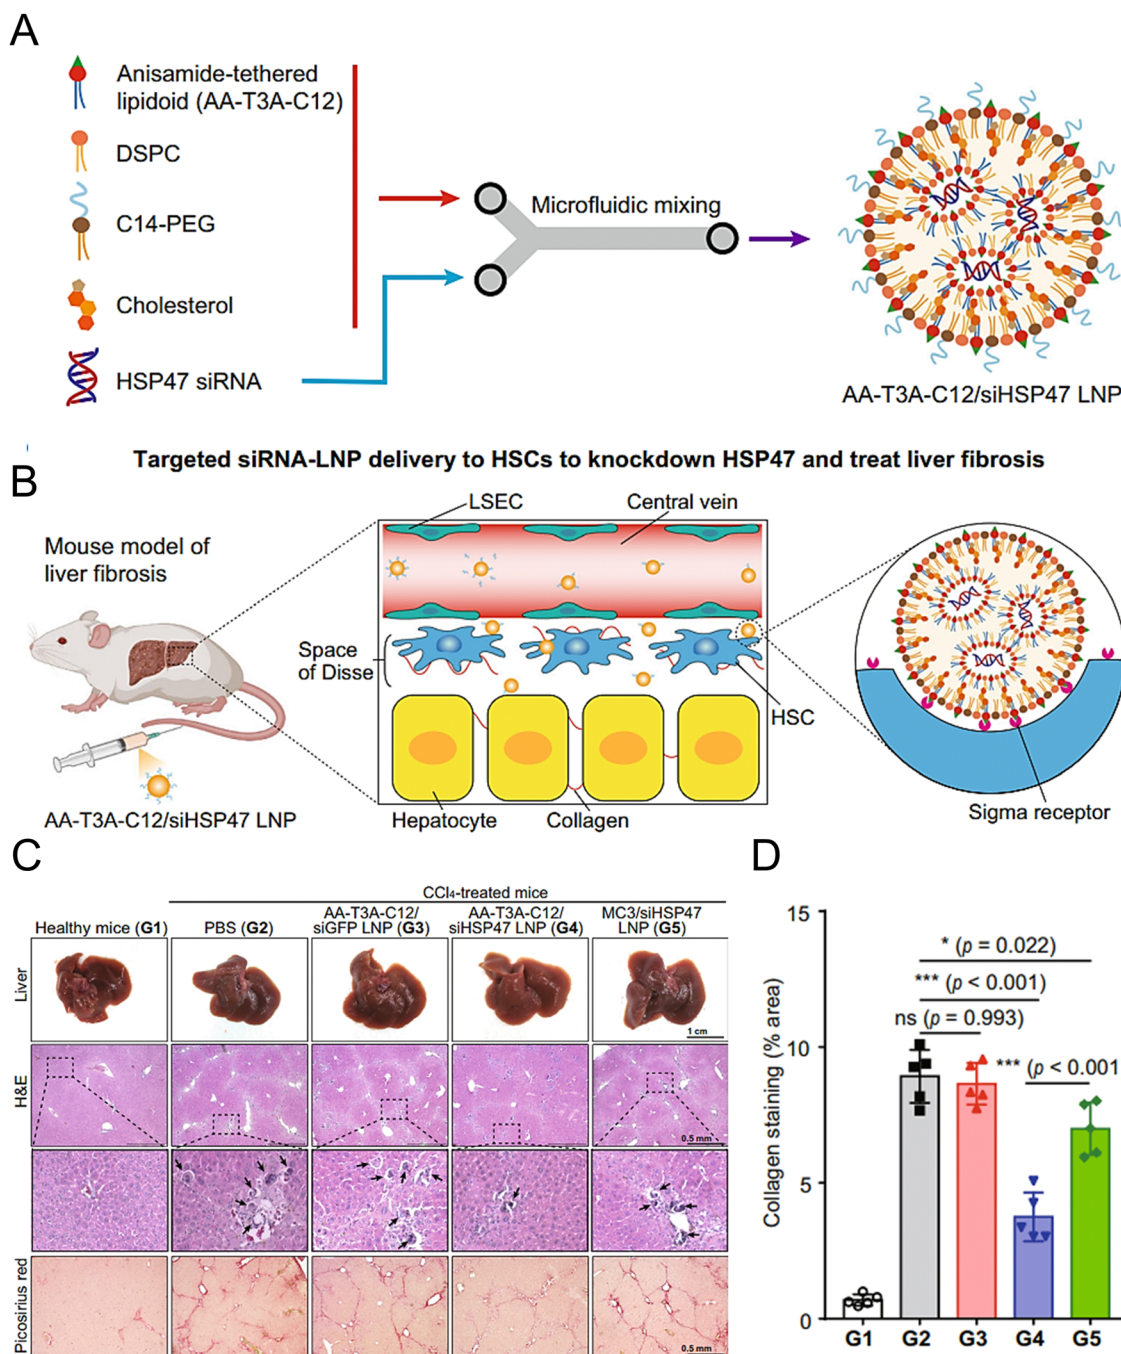 A
Anisamide-tethered
lipidoid (AA-T3A-C12)
DSPC
C14-PEG
Cholesterol
HSP47 siRNA
Microfluidic mixing
AA-T3A-C12/siHSP47 LNP
Targeted siRNA-LNP delivery to HSCs to knockdown HSP47 and treat liver fibrosis
B
Mouse model of
liver fibrosis
AA-T3A-C12/siHSP47 LNP
LSEC
Central vein
Space
of Disse
HSC
Hepatocyte
Collagen
Sigma receptor
C
CCl₄-treated mice
Healthy mice (G1)
PBS (G2)
AA-T3A-C12/
siGFP LNP (G3)
AA-T3A-C12/
siHSP47 LNP (G4)
MC3/siHSP47
LNP (G5)
Liver
1 cm
H&E
0.5 mm
Picosirius red
0.5 mm
D
Collagen staining (% area)
15
10
5
0
* (p = 0.022)
*** (p < 0.001)
ns (p = 0.993)
*** (p < 0.001
G1
G2
G3
G4
G5